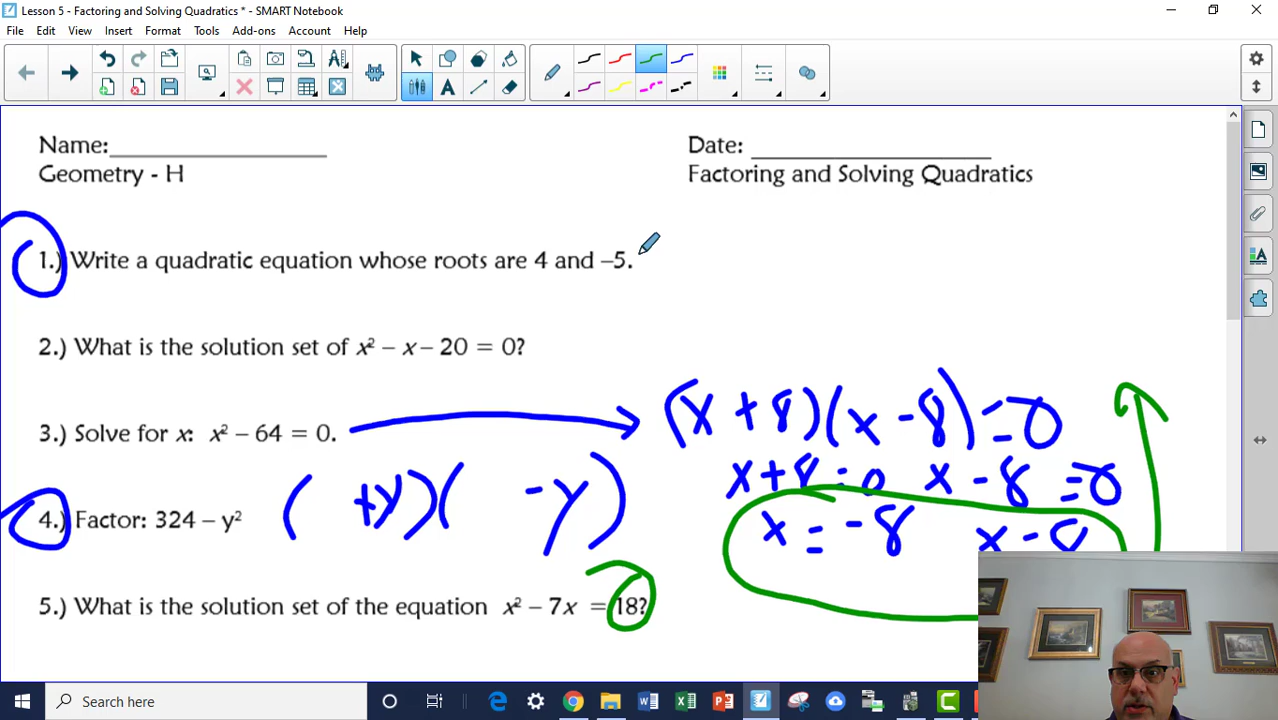 Lesson 5 - Factoring and Solving Quadratics * - SMART Notebook
File Edit View Insert Format Tools Add-ons Account Help
Name:
Date:
Geometry - H
Factoring and Solving Quadratics
1.) Write a quadratic equation whose roots are 4 and –5.
2.) What is the solution set of x² – x – 20 = 0?
3.) Solve for x: x² – 64 = 0.
(x + 8)(x - 8) = 0
x + 8 = 0 x - 8 = 0
x = -8 x - 8
4.) Factor: 324 – y²
( +y)( - y)
5.) What is the solution set of the equation x² – 7x = 18?
Type here to search